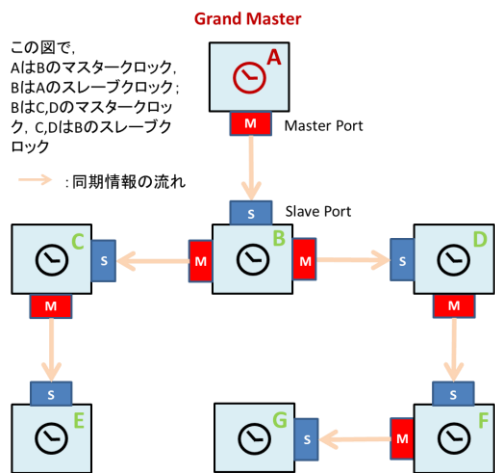 Grand Master
この図で,
AはBのマスタークロック,
BはAのスレーブクロック;
BはC,Dのマスタークロッ
ク, C,DはBのスレーブク
ロック
A
M
Master Port
:同期情報の流れ
S
Slave Port
C
S
M
B
M
S
D
M
M
S
S
E
G
S
M
F